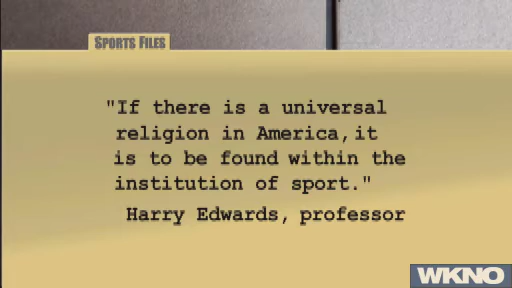 SPORTS FILES
"If there is a universal
religion in America, it
is to be found within the
institution of sport."
Harry Edwards, professor
WKNO